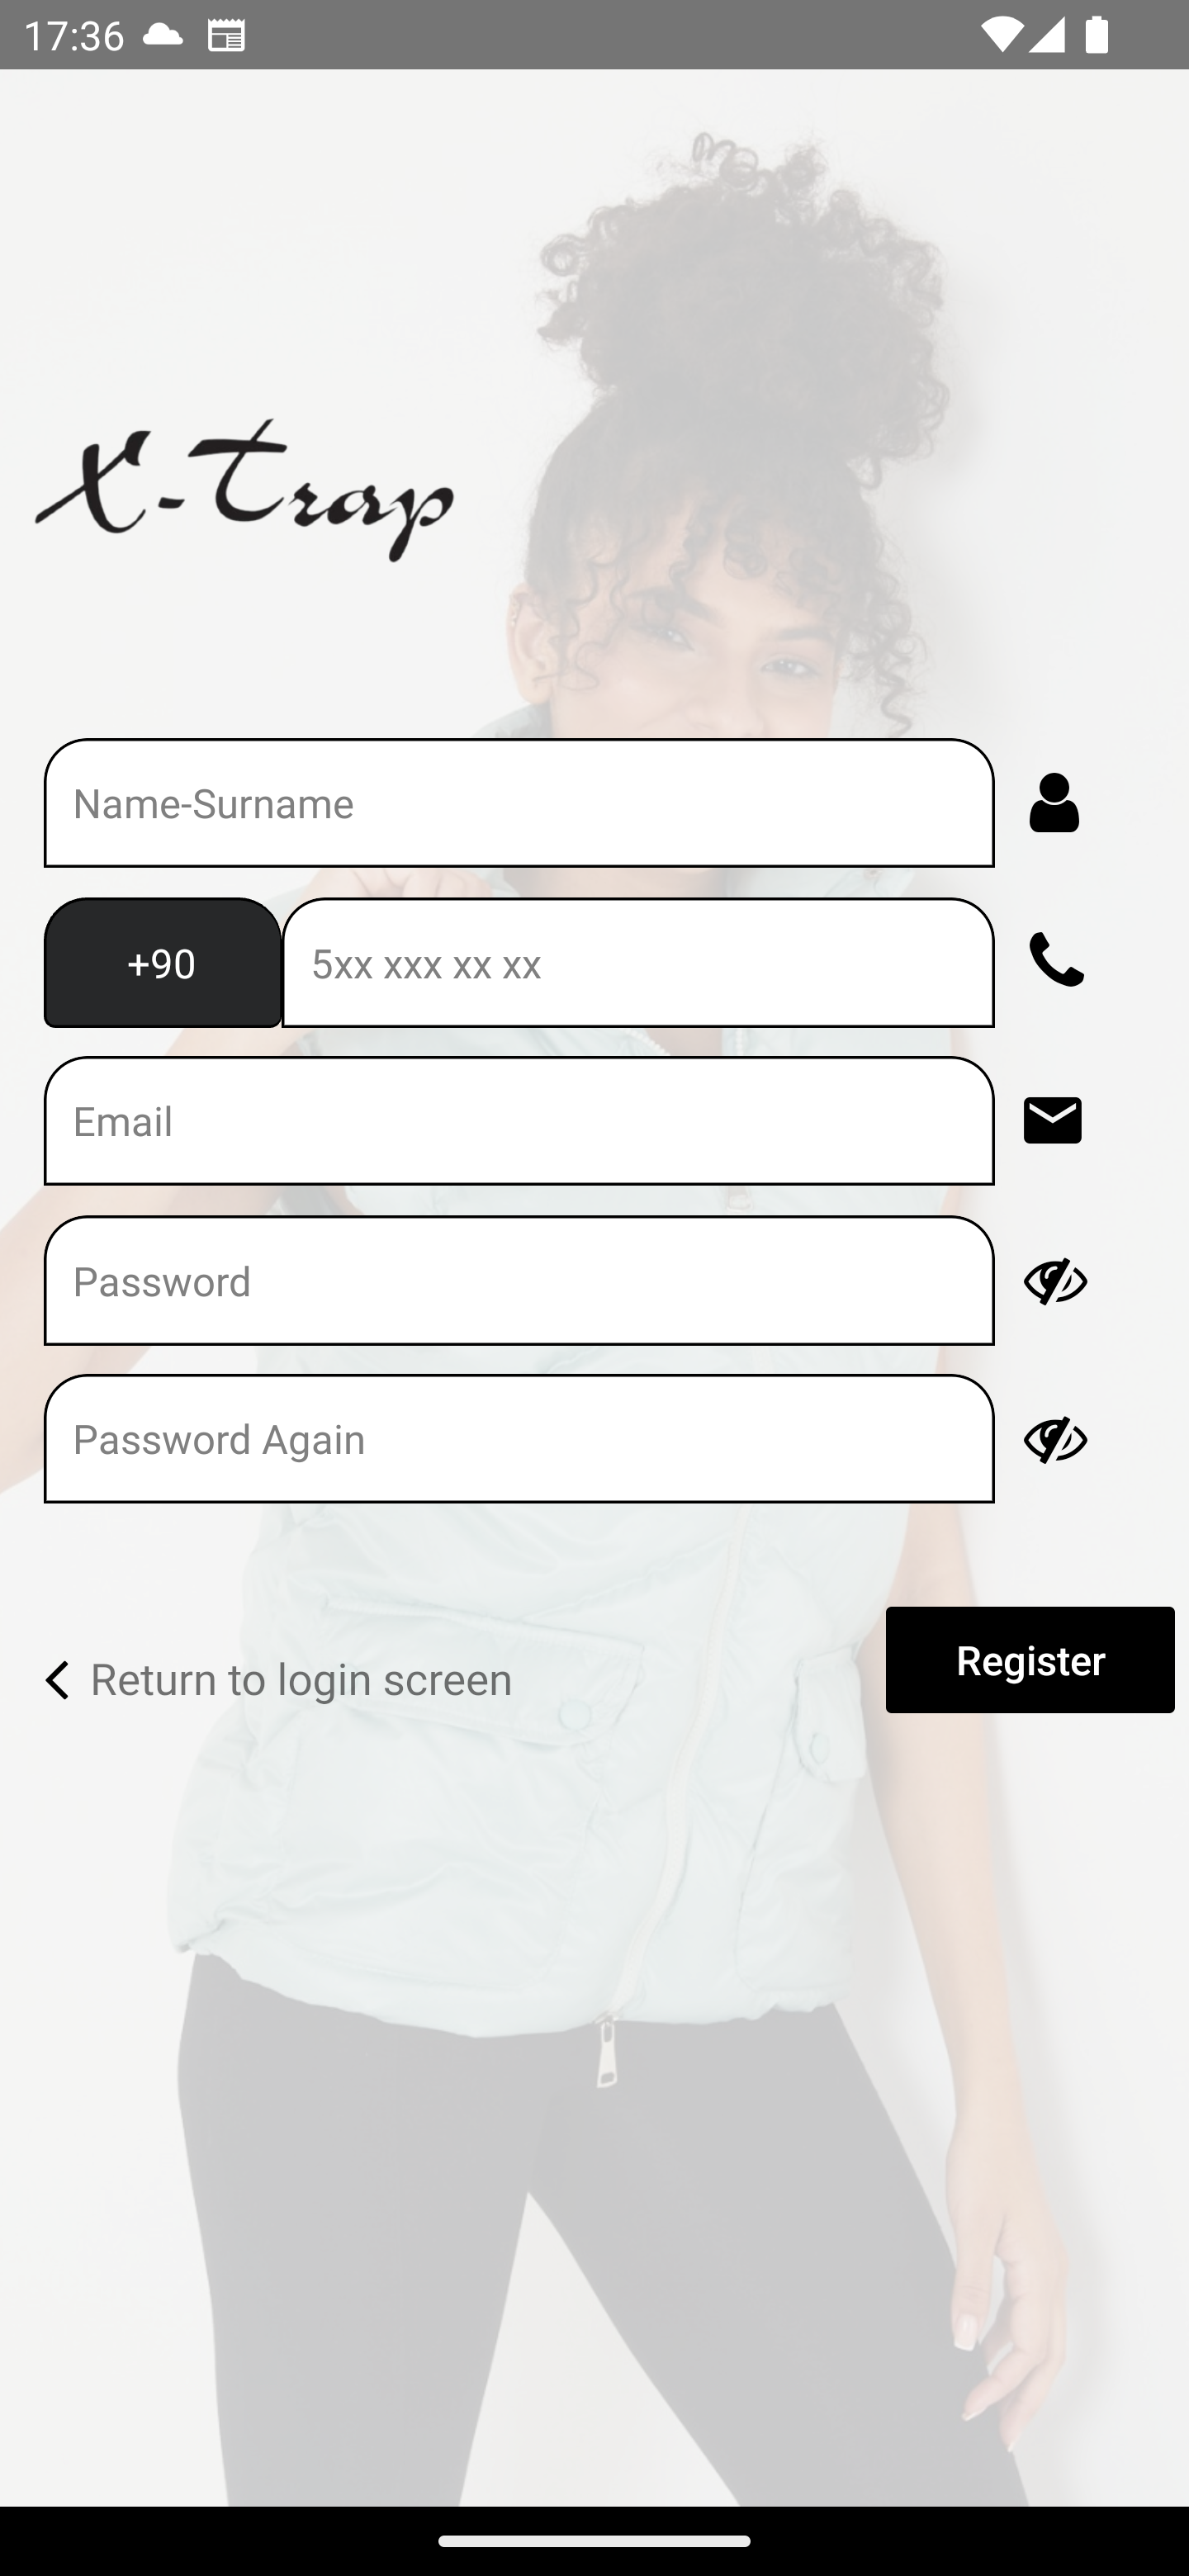 17:36
X-Trap
Name-Surname
+90 5xx xxx xx xx
Email
Password
Password Again
Return to login screen
Register